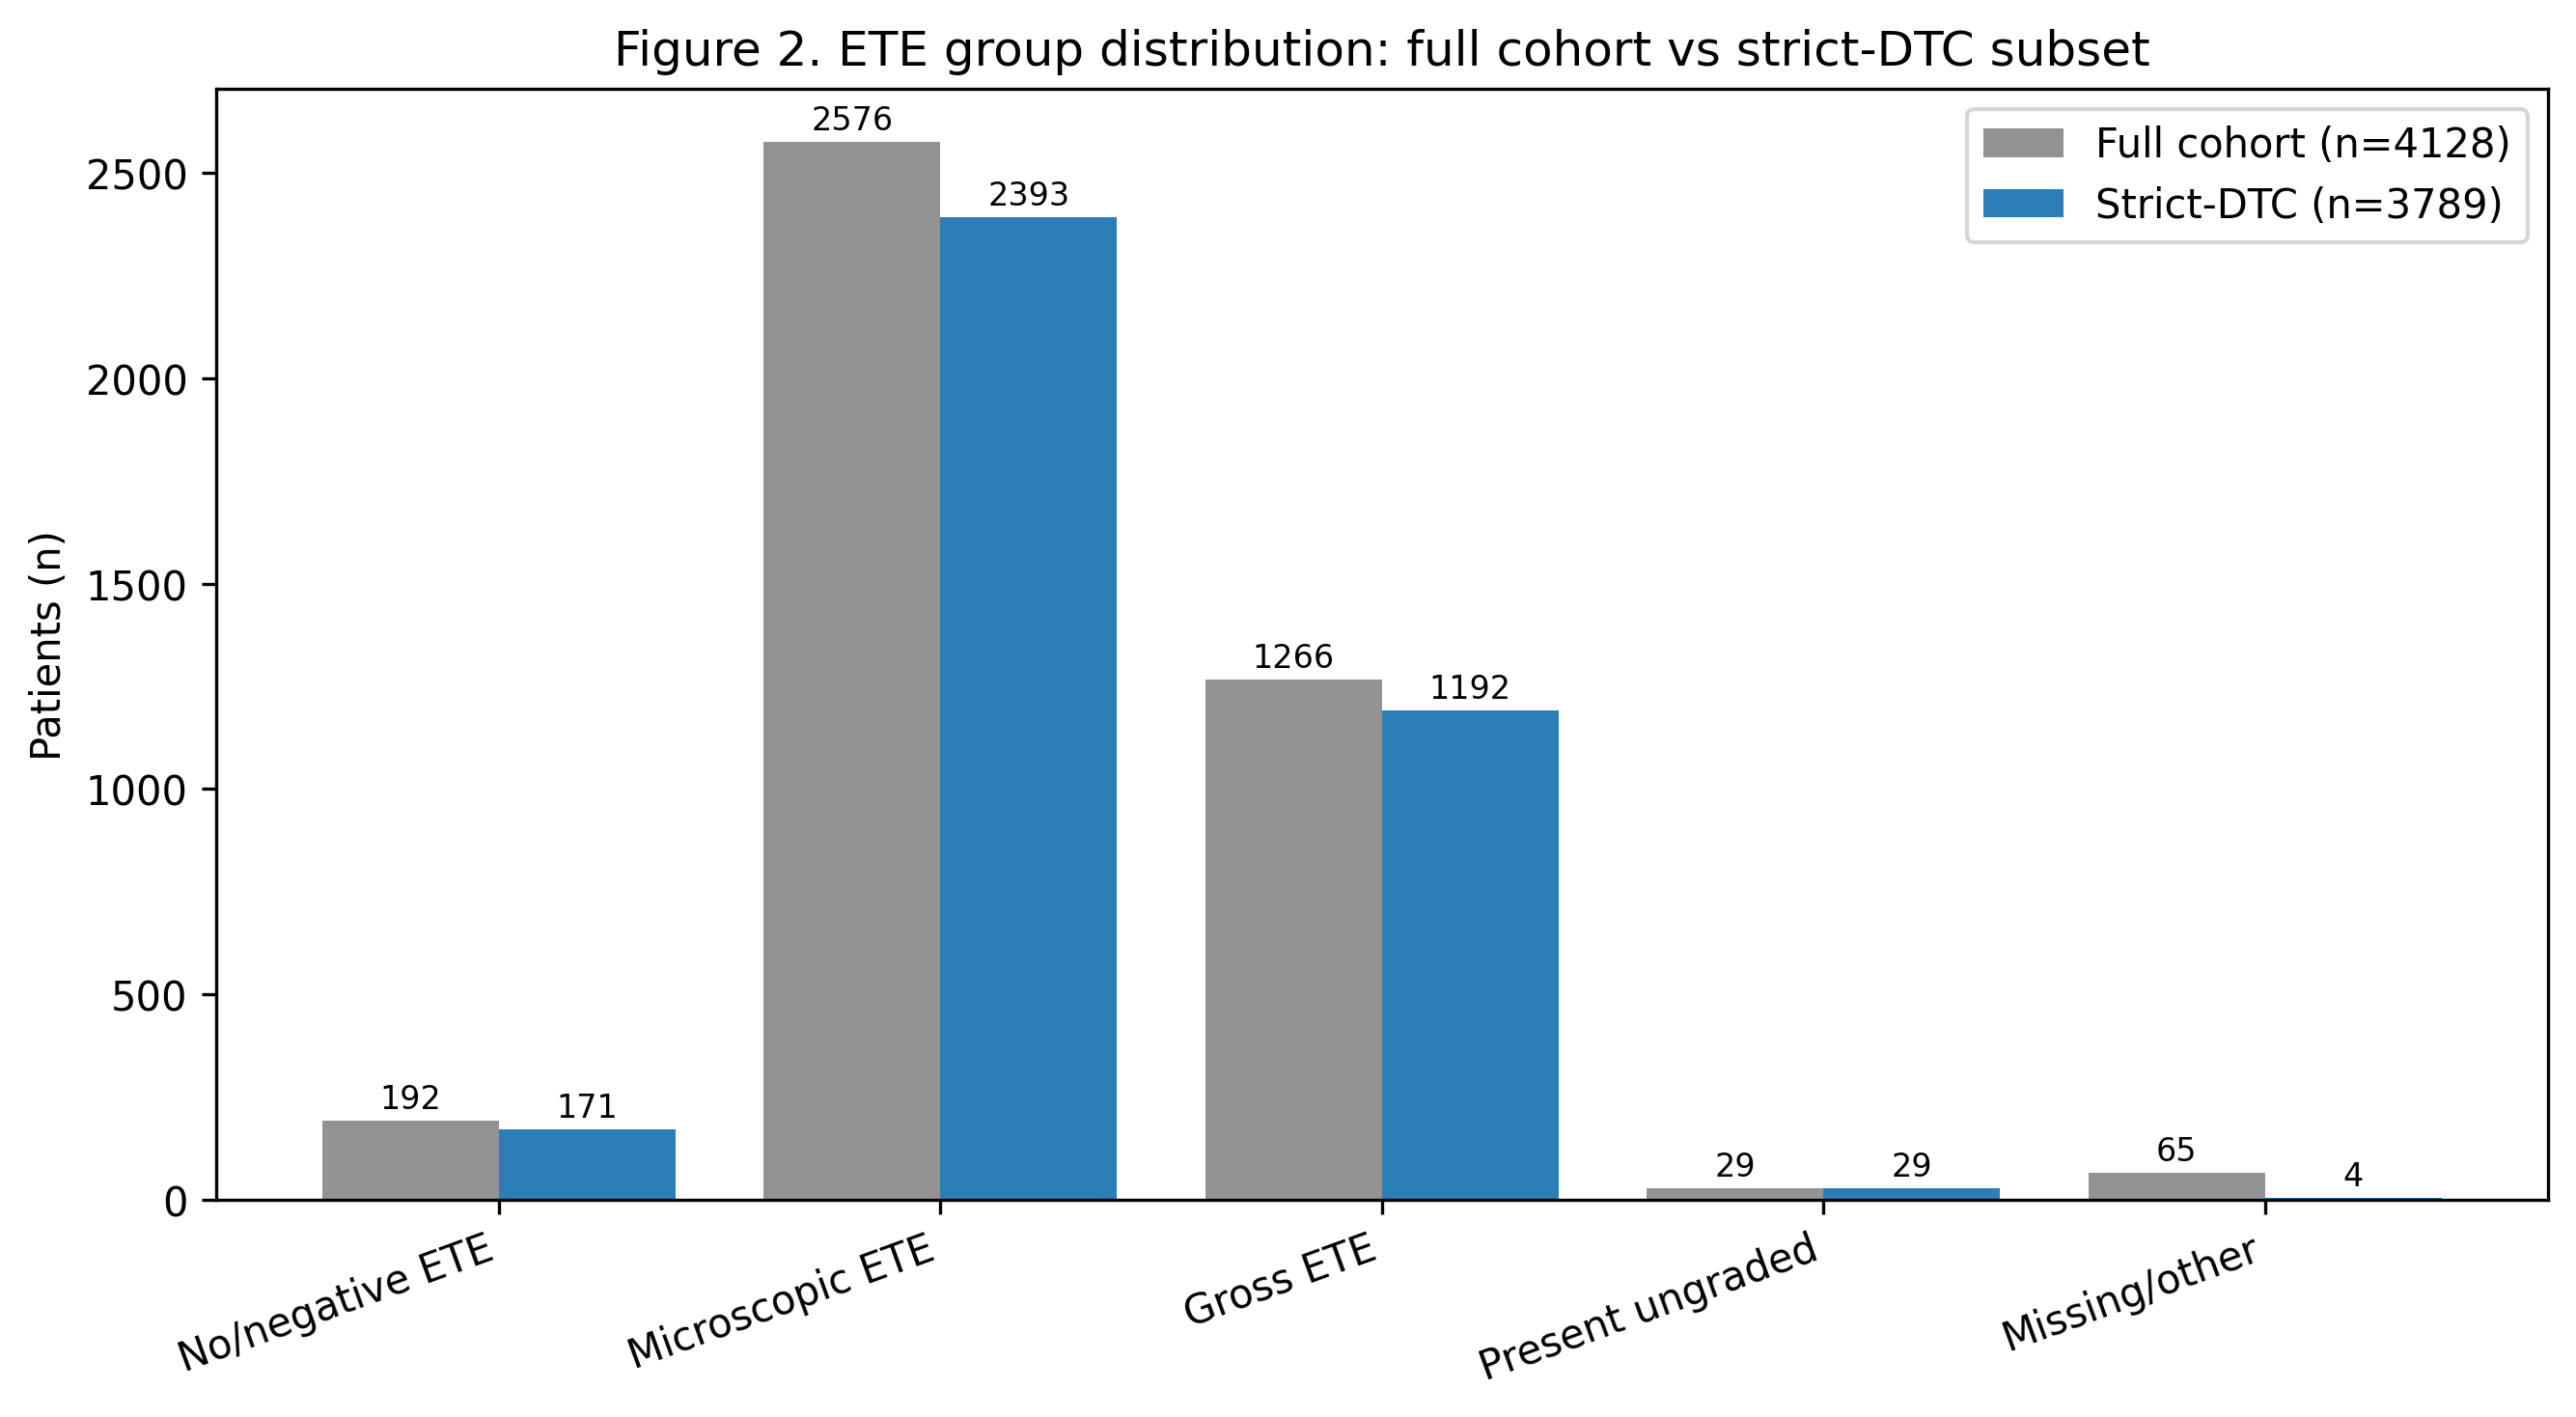 Figure 2. ETE group distribution: full cohort vs strict-DTC subset
Full cohort (n=4128)
Strict-DTC (n=3789)
Patients (n)
2500
2000
1500
1000
500
0
192
171
2576
2393
1266
1192
29
29
65
4
No/negative ETE
Microscopic ETE
Gross ETE
Present ungraded
Missing/other